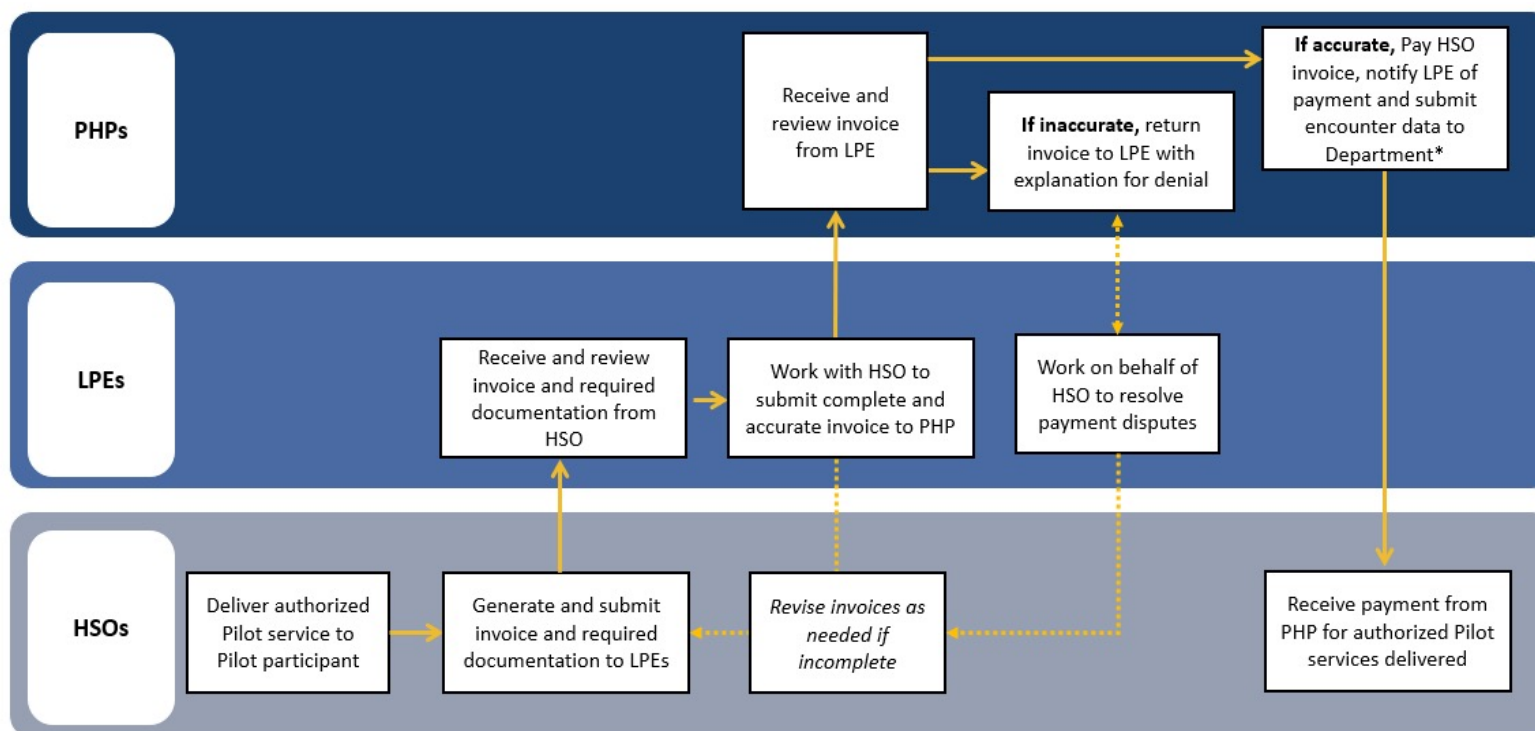 PHPs
Receive and
review invoice
from LPE
If inaccurate, return
invoice to LPE with
explanation for denial
If accurate, Pay HSO
invoice, notify LPE of
payment and submit
encounter data to
Department*
LPEs
Receive and review
invoice and required
documentation from
HSO
Work with HSO to
submit complete and
accurate invoice to PHP
Work on behalf of
HSO to resolve
payment disputes
HSOs
Deliver authorized
Pilot service to
Pilot participant
Generate and submit
invoice and required
documentation to LPEs
Revise invoices as
needed if
incomplete
Receive payment from
PHP for authorized Pilot
services delivered